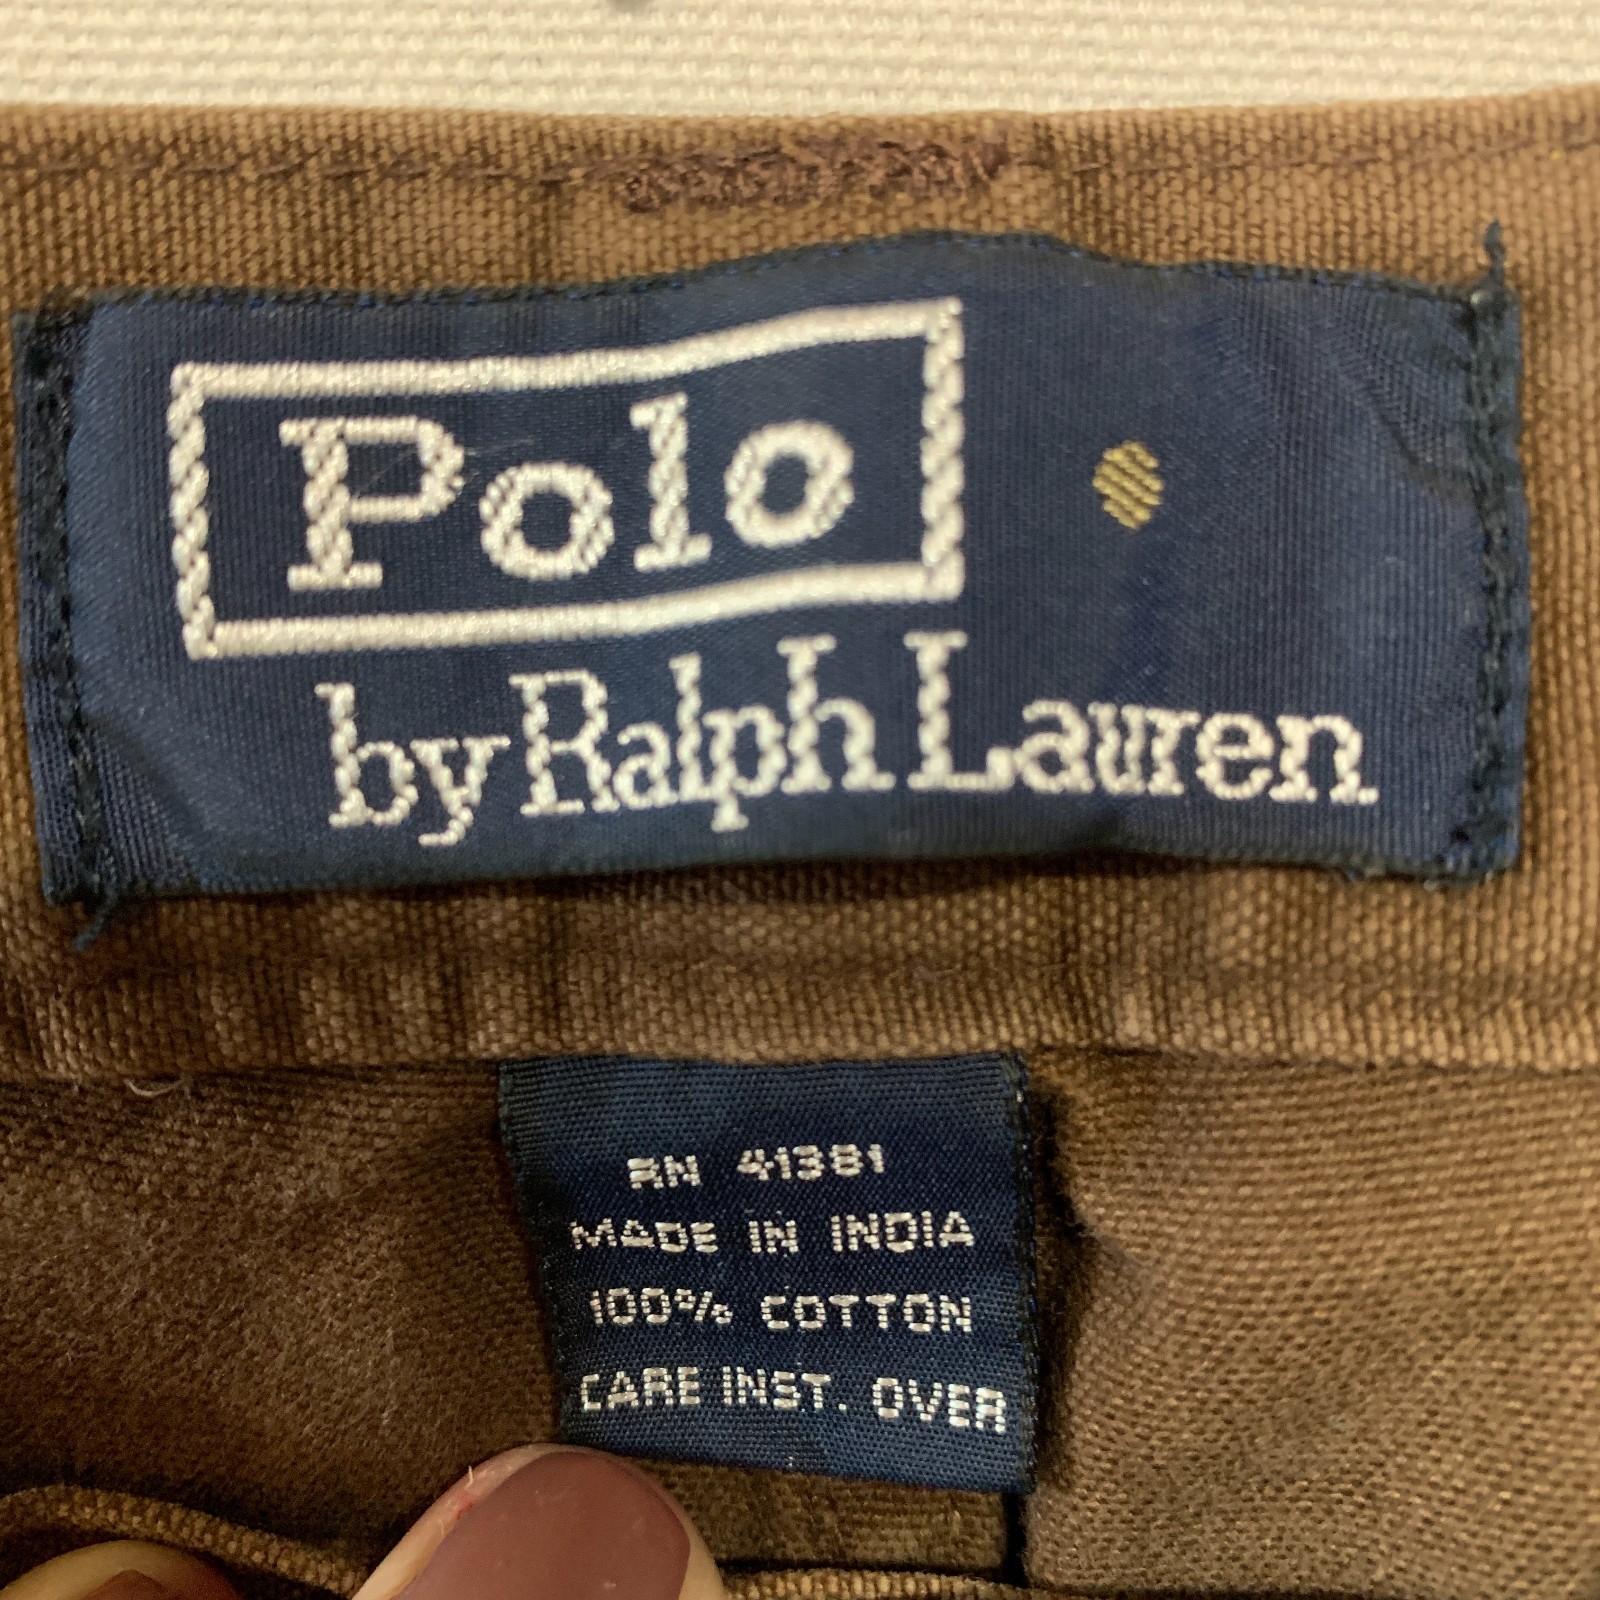 Polo
by Ralph Lauren
RN 41381
MADE IN INDIA
100% COTTON
CARE INST. OVER